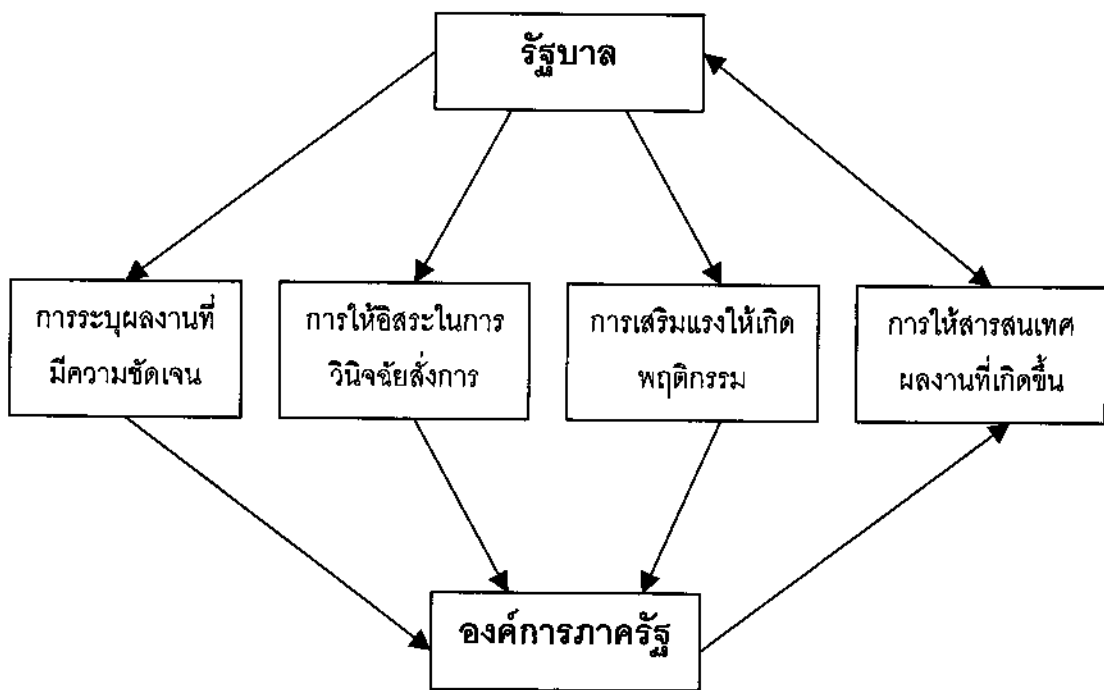 รัฐบาล
การระบุผลงานที่
มีความชัดเจน
การให้อิสระในการ
วินิจฉัยสั่งการ
การเสริมแรงให้เกิด
พฤติกรรม
การให้สารสนเทศ
ผลงานที่เกิดขึ้น
องค์การภาครัฐ